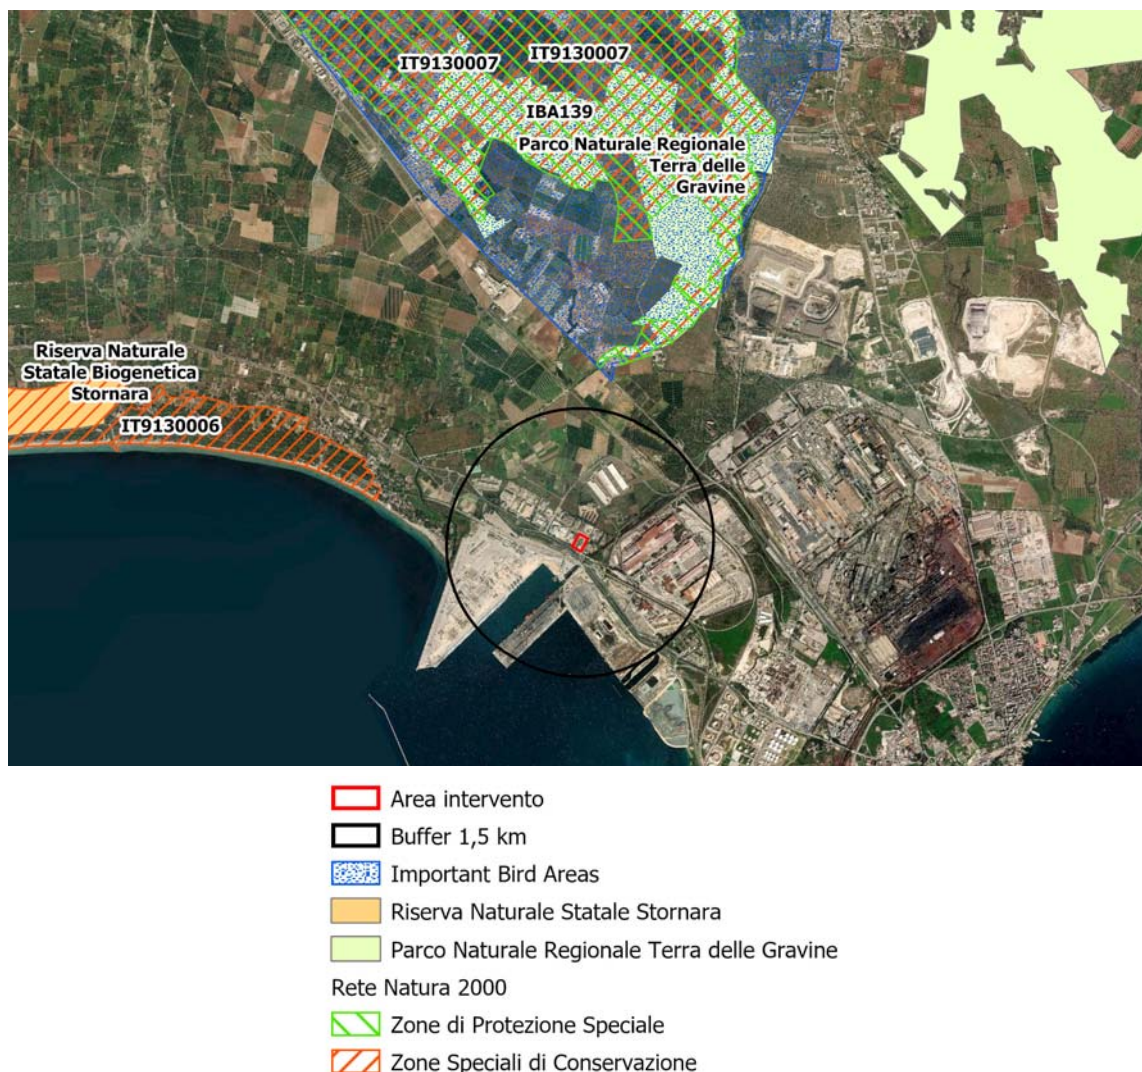 IT9130007
IT9130007
IBA139
Parco Naturale Regionale
Terra delle
Gravine
Riserva Naturale
Statale Biogenetica
Stornara
IT9130006
Area intervento
Buffer 1,5 km
Important Bird Areas
Riserva Naturale Statale Stornara
Parco Naturale Regionale Terra delle Gravine
Rete Natura 2000
Zone di Protezione Speciale
Zone Speciali di Conservazione